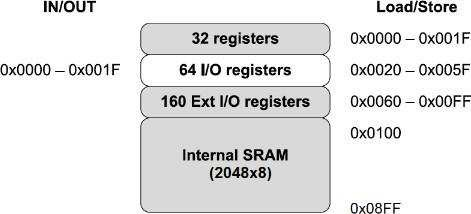 IN/OUT Load/Store
32 registers 0x0000 – 0x001F
0x0000 – 0x001F 64 I/O registers 0x0020 – 0x005F
160 Ext I/O registers 0x0060 – 0x00FF
0x0100
Internal SRAM
(2048x8)
0x08FF